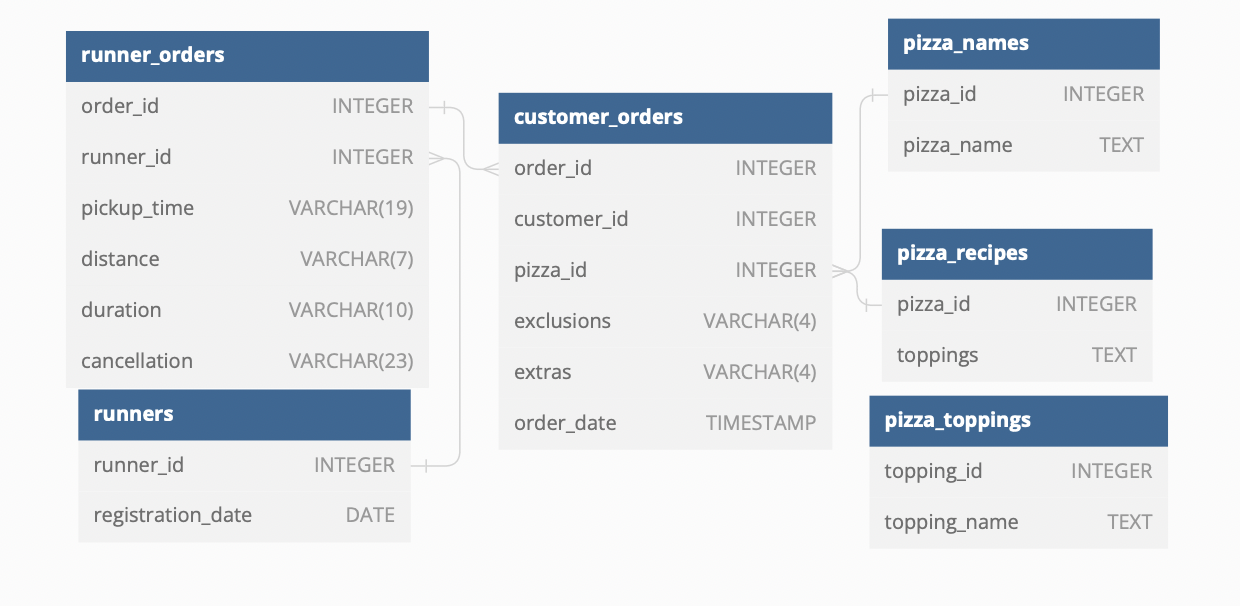 runner_orders
order_id INTEGER
runner_id INTEGER
pickup_time VARCHAR(19)
distance VARCHAR(7)
duration VARCHAR(10)
cancellation VARCHAR(23)
runners
runner_id INTEGER
registration_date DATE
customer_orders
order_id INTEGER
customer_id INTEGER
pizza_id INTEGER
exclusions VARCHAR(4)
extras VARCHAR(4)
order_date TIMESTAMP
pizza_names
pizza_id INTEGER
pizza_name TEXT
pizza_recipes
pizza_id INTEGER
toppings TEXT
pizza_toppings
topping_id INTEGER
topping_name TEXT